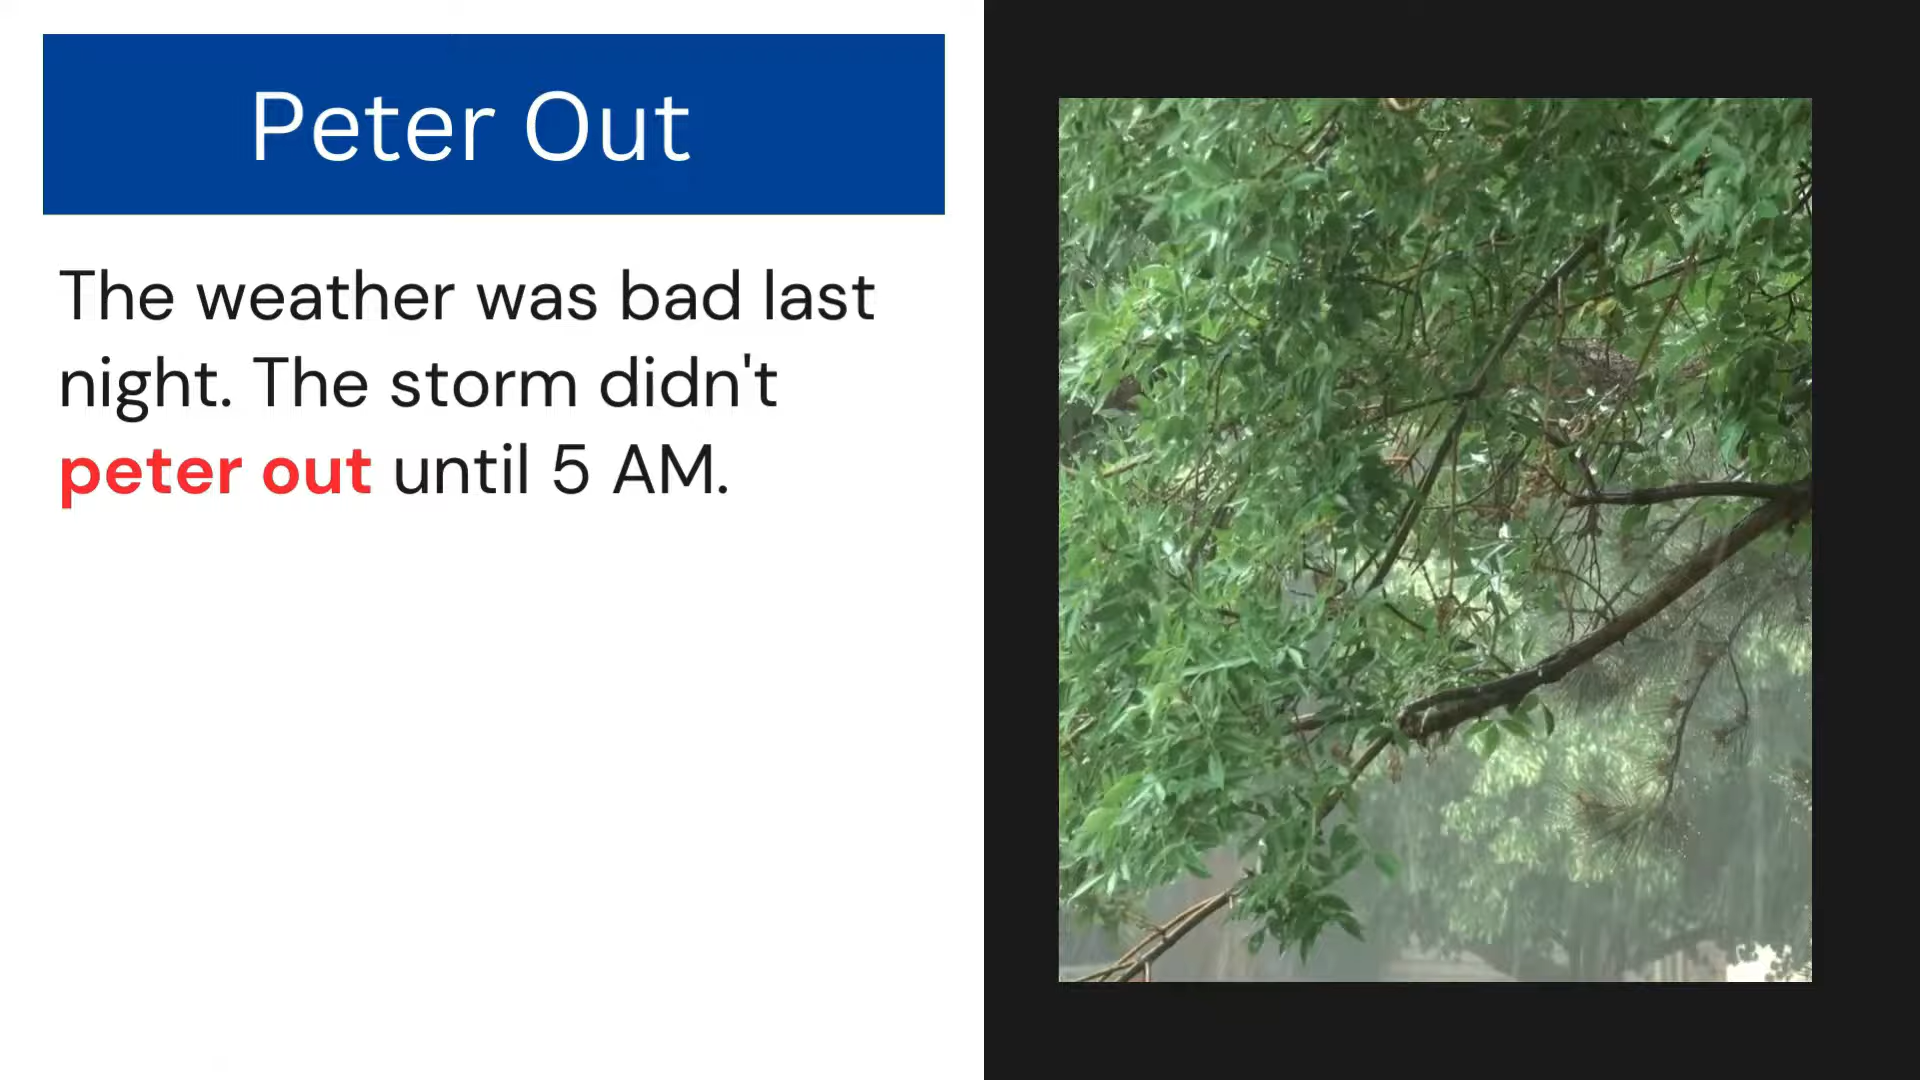 Peter Out
The weather was bad last
night. The storm didn't
peter out until 5 AM.